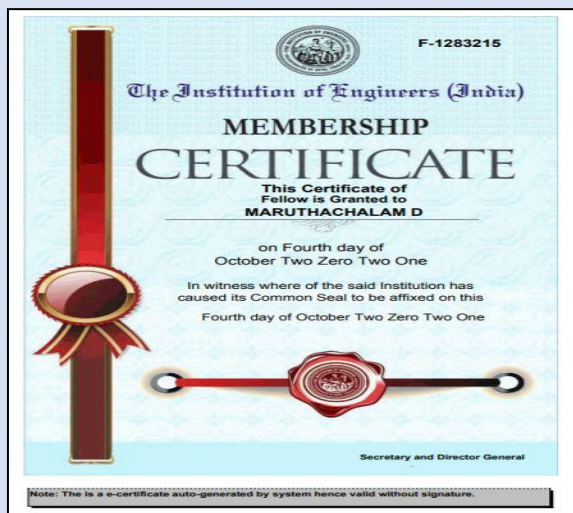 F-1283215
The Institution of Engineers (India)
MEMBERSHIP
CERTIFICATE
This Certificate of
Fellow is Granted to
MARUTHACHALAM D
on Fourth day of
October Two Zero Two One
In witness where of the said Institution has
caused its Common Seal to be affixed on this
Fourth day of October Two Zero Two One
Secretary and Director General
Note: The is a e-certificate auto-generated by system hence valid without signature.